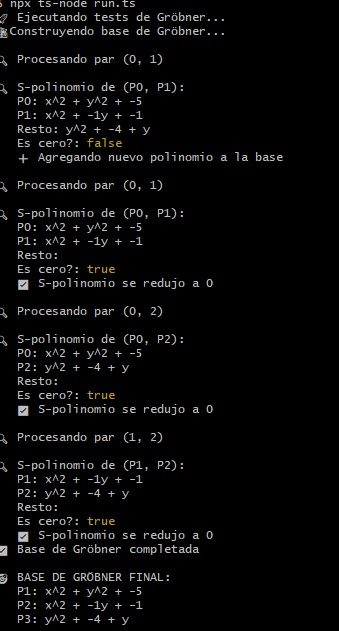 npx ts-node run.ts
🚀 Ejecutando tests de Gröbner...
Construyendo base de Gröbner...
🔍 Procesando par (0, 1)
🔍 S-polinomio de (P0, P1):
P0: x^2 + y^2 + -5
P1: x^2 + -1y + -1
Resto: y^2 + -4 + y
Es cero?: false
+ Agregando nuevo polinomio a la base
🔍 Procesando par (0, 1)
🔍 S-polinomio de (P0, P1):
P0: x^2 + y^2 + -5
P1: x^2 + -1y + -1
Resto:
Es cero?: true
☑ S-polinomio se redujo a 0
🔍 Procesando par (0, 2)
🔍 S-polinomio de (P0, P2):
P0: x^2 + y^2 + -5
P2: y^2 + -4 + y
Resto:
Es cero?: true
☑ S-polinomio se redujo a 0
🔍 Procesando par (1, 2)
🔍 S-polinomio de (P1, P2):
P1: x^2 + -1y + -1
P2: y^2 + -4 + y
Resto:
Es cero?: true
☑ S-polinomio se redujo a 0
☑ Base de Gröbner completada
🎯 BASE DE GRÖBNER FINAL:
P1: x^2 + y^2 + -5
P2: x^2 + -1y + -1
P3: y^2 + -4 + y